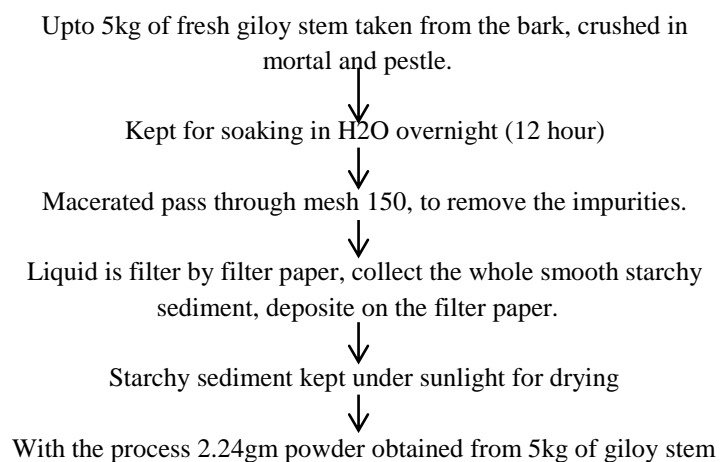 Upto 5kg of fresh giloy stem taken from the bark, crushed in
mortal and pestle.
Kept for soaking in H2O overnight (12 hour)
Macerated pass through mesh 150, to remove the impurities.
Liquid is filter by filter paper, collect the whole smooth starchy
sediment, deposite on the filter paper.
Starchy sediment kept under sunlight for drying
With the process 2.24gm powder obtained from 5kg of giloy stem